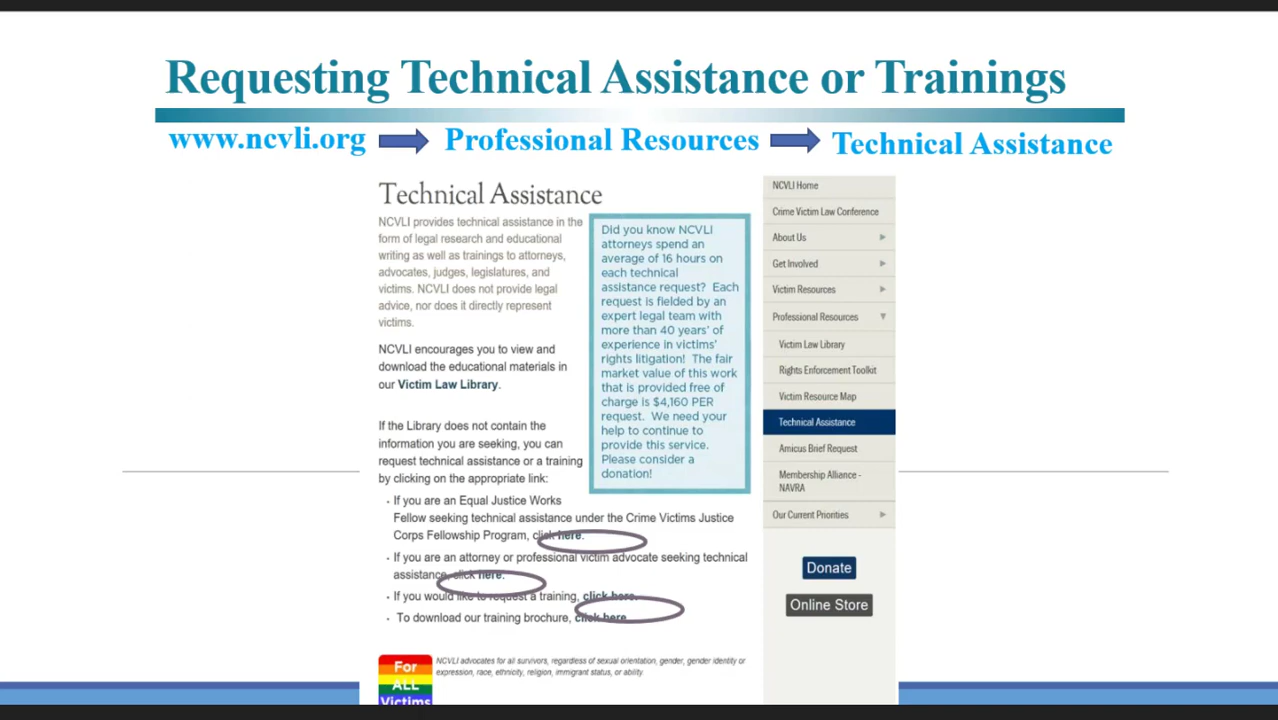 Requesting Technical Assistance or Trainings
www.ncvli.org Professional Resources Technical Assistance
Technical Assistance
NCVLI provides technical assistance in the
form of legal research and educational
writing as well as trainings to attorneys,
advocates, judges, legislatures, and
victims. NCVLI does not provide legal
advice, nor does it directly represent
victims.
NCVLI encourages you to view and
download the educational materials in
our Victim Law Library.
If the Library does not contain the
information you are seeking, you can
request technical assistance or a training
by clicking on the appropriate link:
Did you know NCVLI
attorneys spend an
average of 16 hours on
each technical
assistance request? Each
request is fielded by an
expert legal team with
more than 40 years' of
experience in victims'
rights litigation! The fair
market value of this work
that is provided free of
charge is $4,160 PER
request. We need your
help to continue to
provide this service.
Please consider a
donation!
· If you are an Equal Justice Works
Fellow seeking technical assistance under the Crime Victims Justice
Corps Fellowship Program, click here.
· If you are an attorney or professional victim advocate seeking technical
assistance, click here.
· If you would like to request a training, click here.
· To download our training brochure, click here.
For
ALL
Victims
NCVLI advocates for all survivors, regardless of sexual orientation, gender, gender identity or
expression, race, ethnicity, religion, immigrant status, or ability.
NCVLI Home
Crime Victim Law Conference
About Us
Get Involved
Victim Resources
Professional Resources
Victim Law Library
Rights Enforcement Toolkit
Victim Resource Map
Technical Assistance
Amicus Brief Request
Membership Alliance -
NAVRA
Our Current Priorities
Donate
Online Store